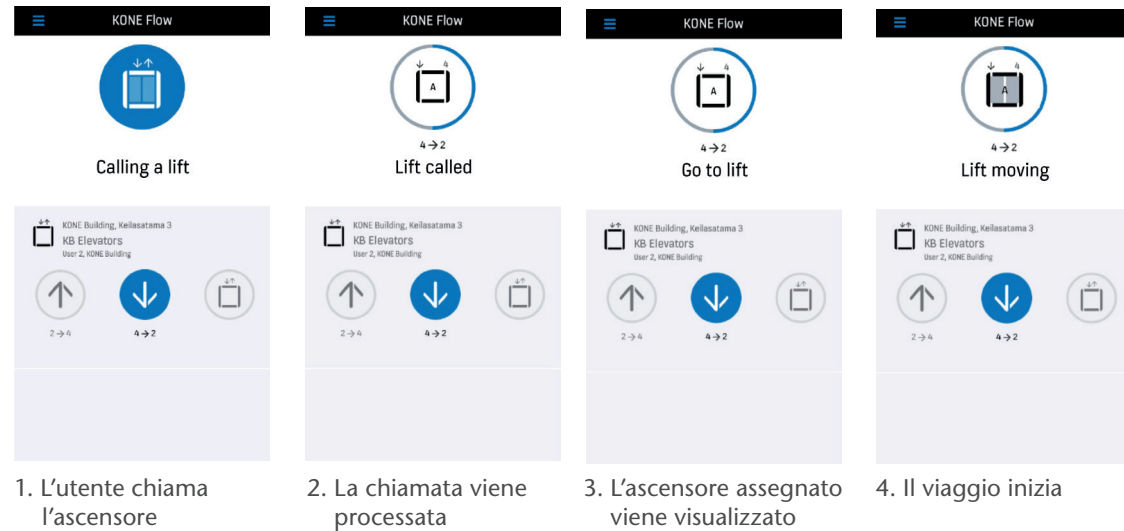 KONE Flow
Calling a lift
KONE Building, Keilasatama 3
KB Elevators
User 2, KONE Building
2→4
4→2
1. L'utente chiama
l'ascensore
KONE Flow
4
A
4→2
Lift called
KONE Building, Keilasatama 3
KB Elevators
User 2, KONE Building
2→4
4→2
2. La chiamata viene
processata
KONE Flow
4
A
4→2
Go to lift
KONE Building, Keilasatama 3
KB Elevators
User 2, KONE Building
2→4
4→2
3. L'ascensore assegnato
viene visualizzato
KONE Flow
4
A
4→2
Lift moving
KONE Building, Keilasatama 3
KB Elevators
User 2, KONE Building
2→4
4→2
4. Il viaggio inizia